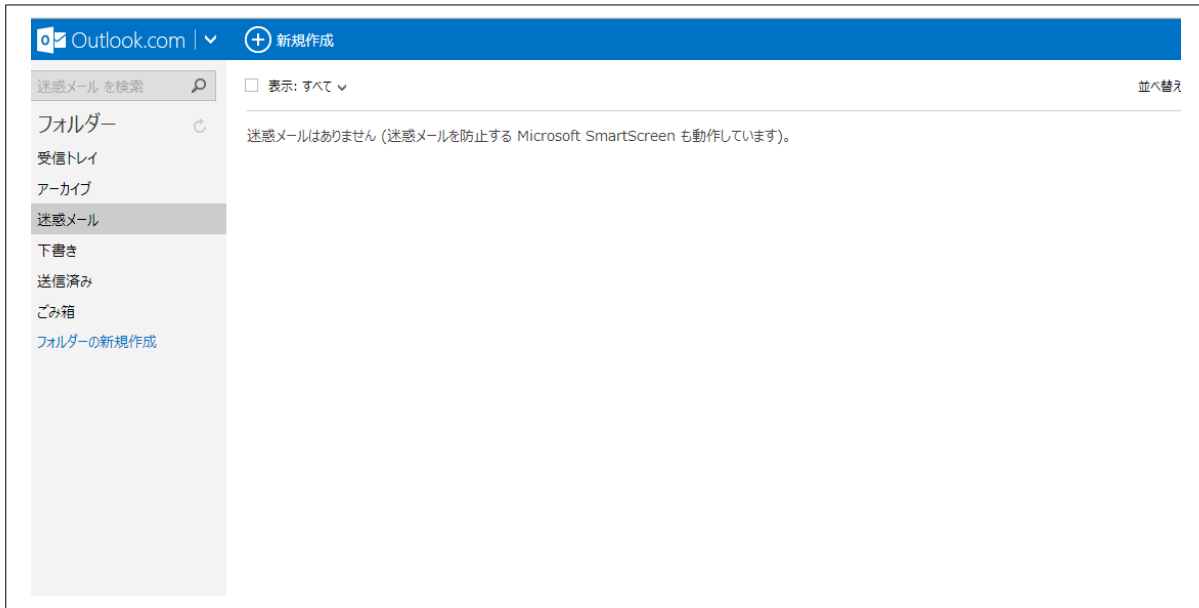 Outlook.com
新規作成
迷惑メール を検索
表示: すべて
並べ替え
フォルダー
迷惑メールはありません (迷惑メールを防止する Microsoft SmartScreen も動作しています)。
受信トレイ
アーカイブ
迷惑メール
下書き
送信済み
ごみ箱
フォルダーの新規作成